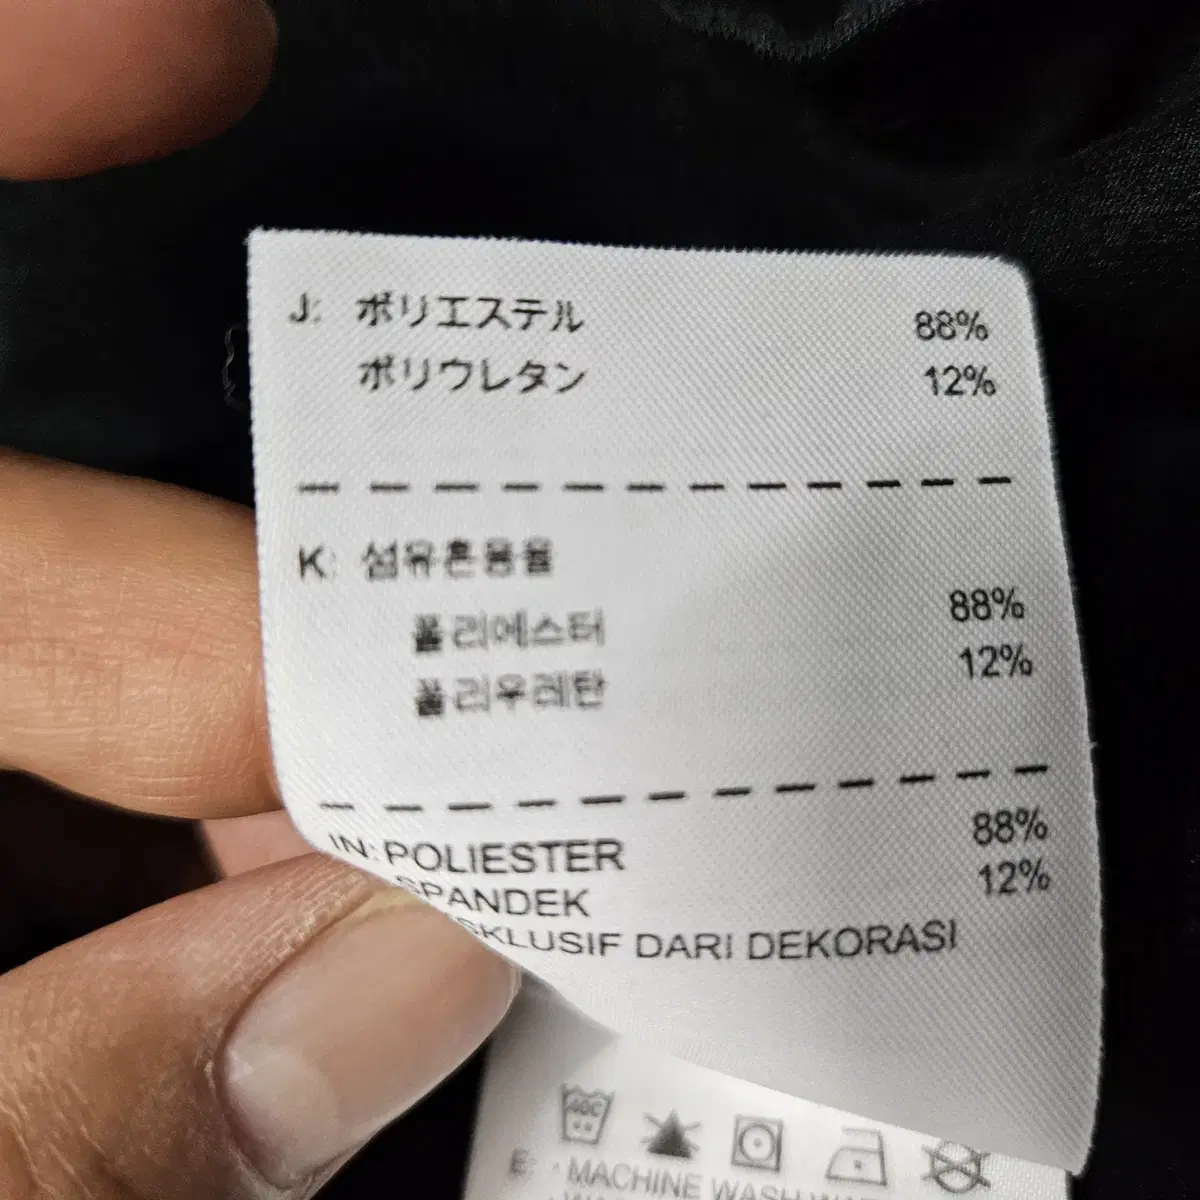 J: ポリエステル 88%
ポリウレタン 12%
K: 섬유혼용율
폴리에스터 88%
폴리우레탄 12%
IN: POLIESTER 88%
SPANDEK 12%
DARI DEKORASI
40C
E: · MACHINE WASH